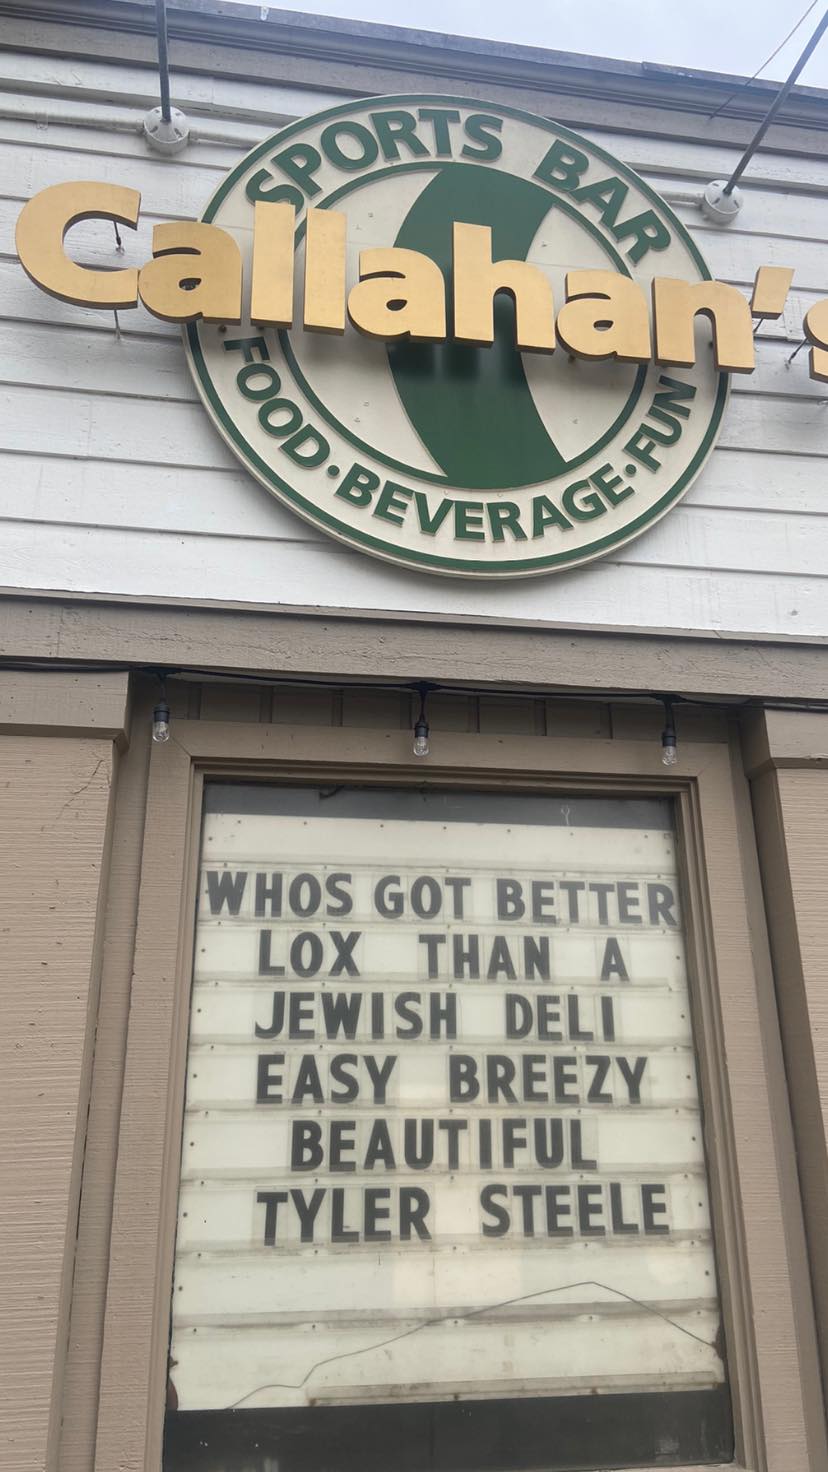 SPORTS BAR
Callahan's
FOOD·BEVERAGE·FUN
WHOS GOT BETTER
LOX THAN A
JEWISH DELI
EASY BREEZY
BEAUTIFUL
TYLER STEELE